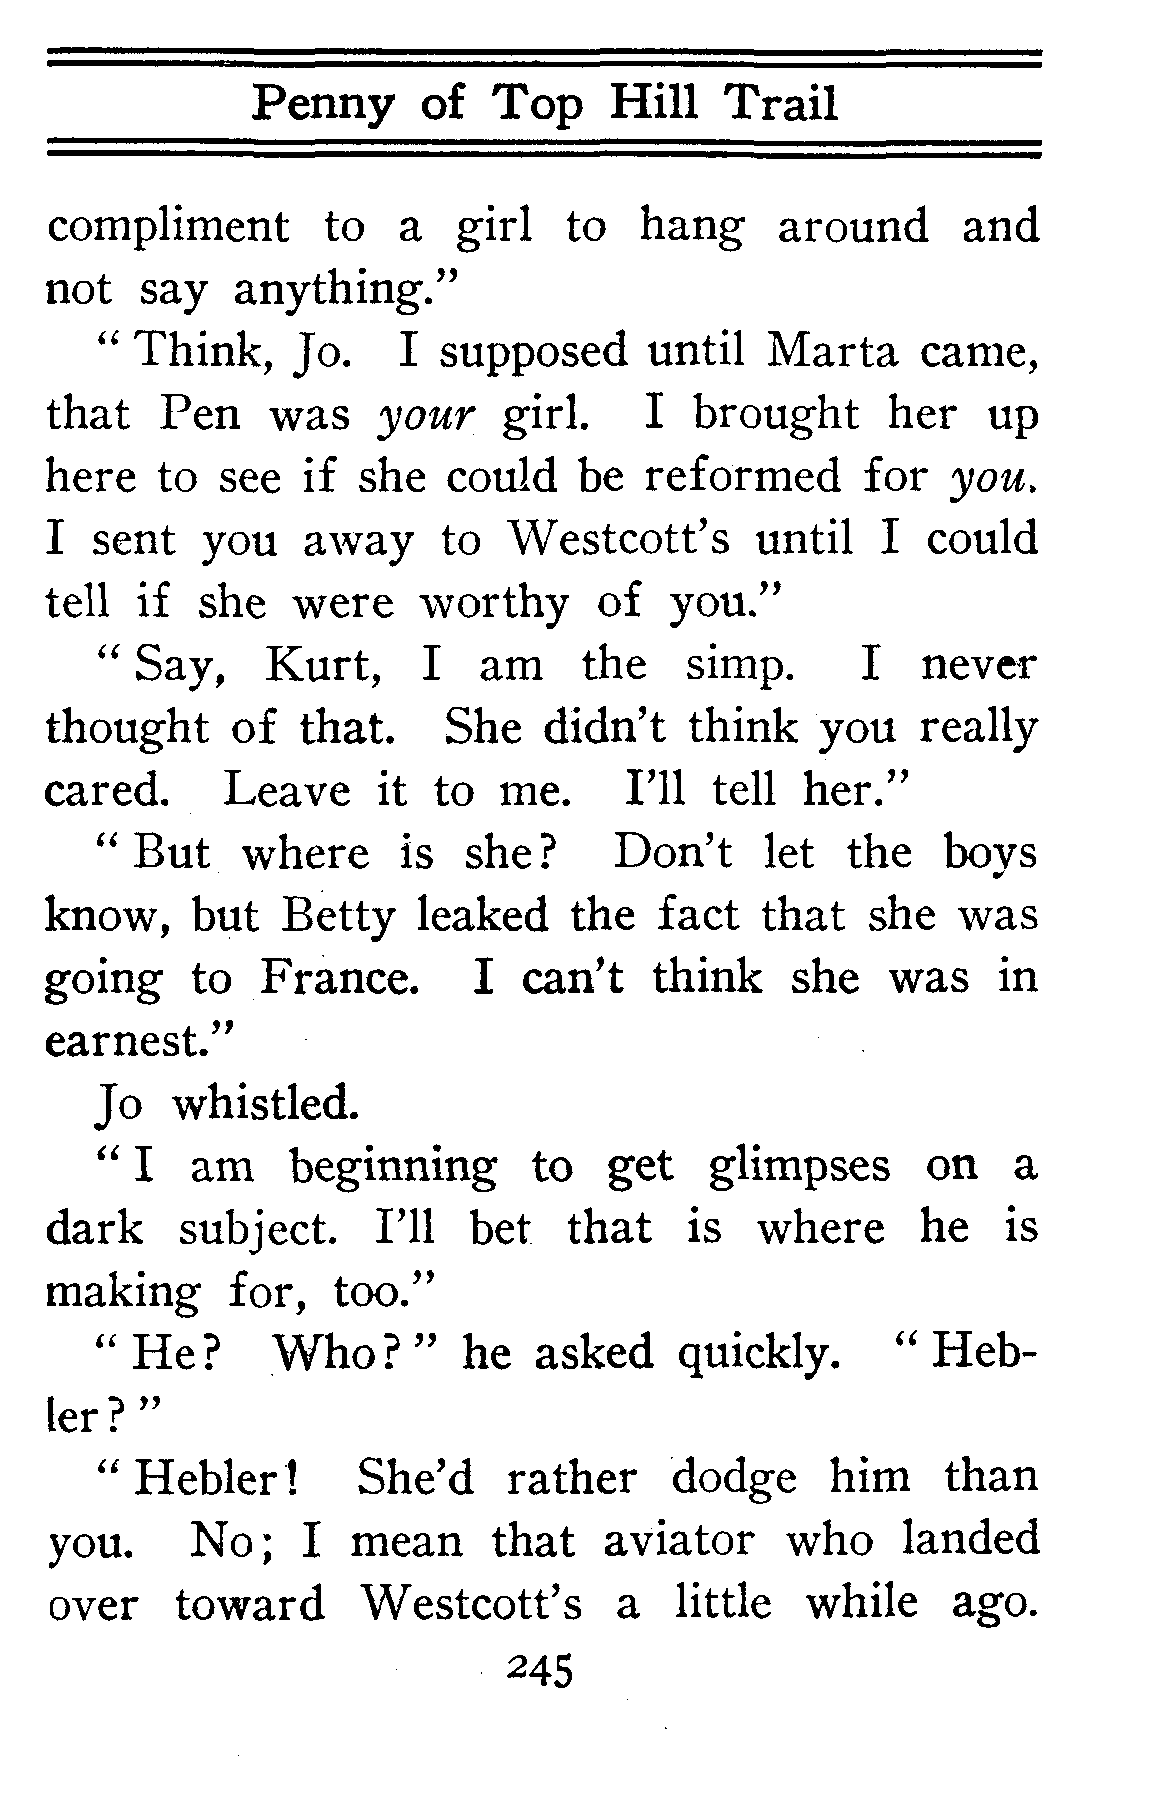 Penny of Top Hill Trail
compliment to a girl to hang around and
not say anything."
"Think, Jo. I supposed until Marta came,
that Pen was your girl. I brought her up
here to see if she could be reformed for you.
I sent you away to Westcott's until I could
tell if she were worthy of you."
"Say, Kurt, I am the simp. I never
thought of that. She didn't think you really
cared. Leave it to me. I'll tell her."
"But where is she? Don't let the boys
know, but Betty leaked the fact that she was
going to France. I can't think she was in
earnest."
Jo whistled.
"I am beginning to get glimpses on a
dark subject. I'll bet that is where he is
making for, too."
"He? Who?" he asked quickly. "Heb-
ler?"
"Hebler! She'd rather dodge him than
you. No; I mean that aviator who landed
over toward Westcott's a little while ago.
245